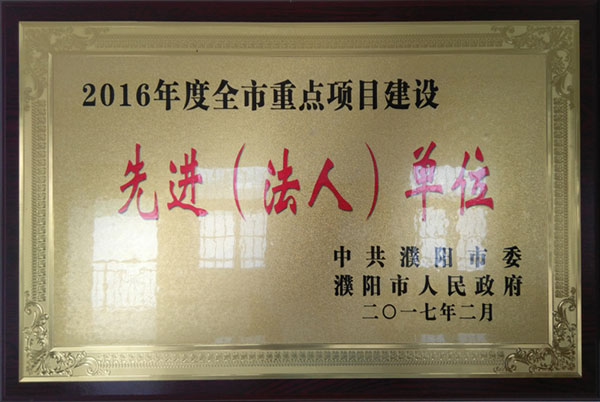 2016年度全市重点项目建设
先进（法人）单位
中共濮阳市委
濮阳市人民政府
二〇一七年二月